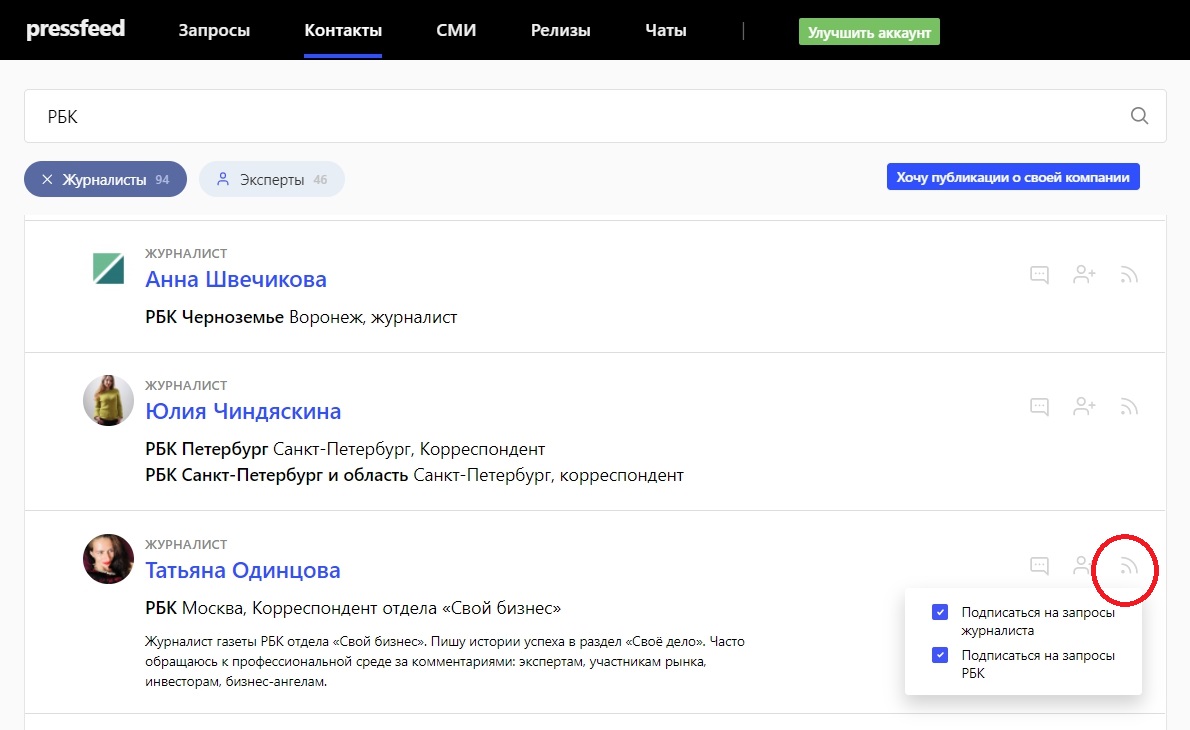 pressfeed Запросы Контакты СМИ Релизы Чаты | Улучшить аккаунт
РБК
Журналисты 94 Эксперты 46 Хочу публикации о своей компании
ЖУРНАЛИСТ
Анна Швечикова
РБК Черноземье Воронеж, журналист
ЖУРНАЛИСТ
Юлия Чиндяскина
РБК Петербург Санкт-Петербург, Корреспондент
РБК Санкт-Петербург и область Санкт-Петербург, корреспондент
ЖУРНАЛИСТ
Татьяна Одинцова
РБК Москва, Корреспондент отдела «Свой бизнес»
Журналист газеты РБК отдела «Свой бизнес». Пишу истории успеха в раздел «Своё дело». Часто
обращаюсь к профессиональной среде за комментариями: экспертам, участникам рынка,
инвесторам, бизнес-ангелам.
Подписаться на запросы
журналиста
Подписаться на запросы
РБК